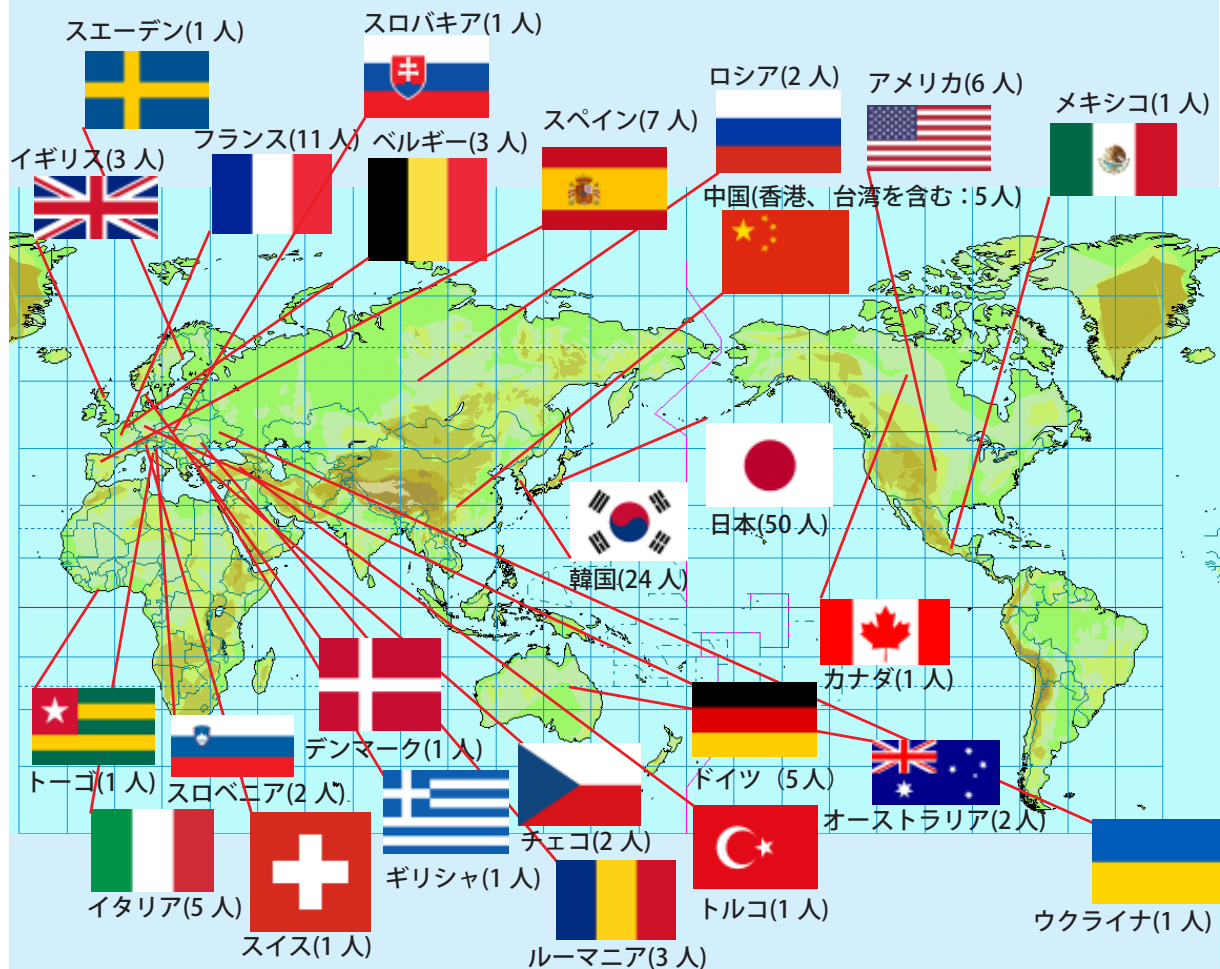 スエーデン(1 人)
スロバキア(1 人)
ロシア(2 人)
アメリカ(6 人)
メキシコ(1 人)
フランス(11 人)
ベルギー(3 人)
スペイン(7 人)
イギリス(3 人)
中国(香港、台湾を含む：5人)
日本(50 人)
韓国(24 人)
カナダ(1 人)
トーゴ(1 人)
スロベニア(2 人)
デンマーク(1 人)
ドイツ（5人）
オーストラリア(2人)
チェコ(2 人)
ギリシャ(1 人)
イタリア(5 人)
スイス(1 人)
ルーマニア(3 人)
トルコ(1 人)
ウクライナ(1 人)